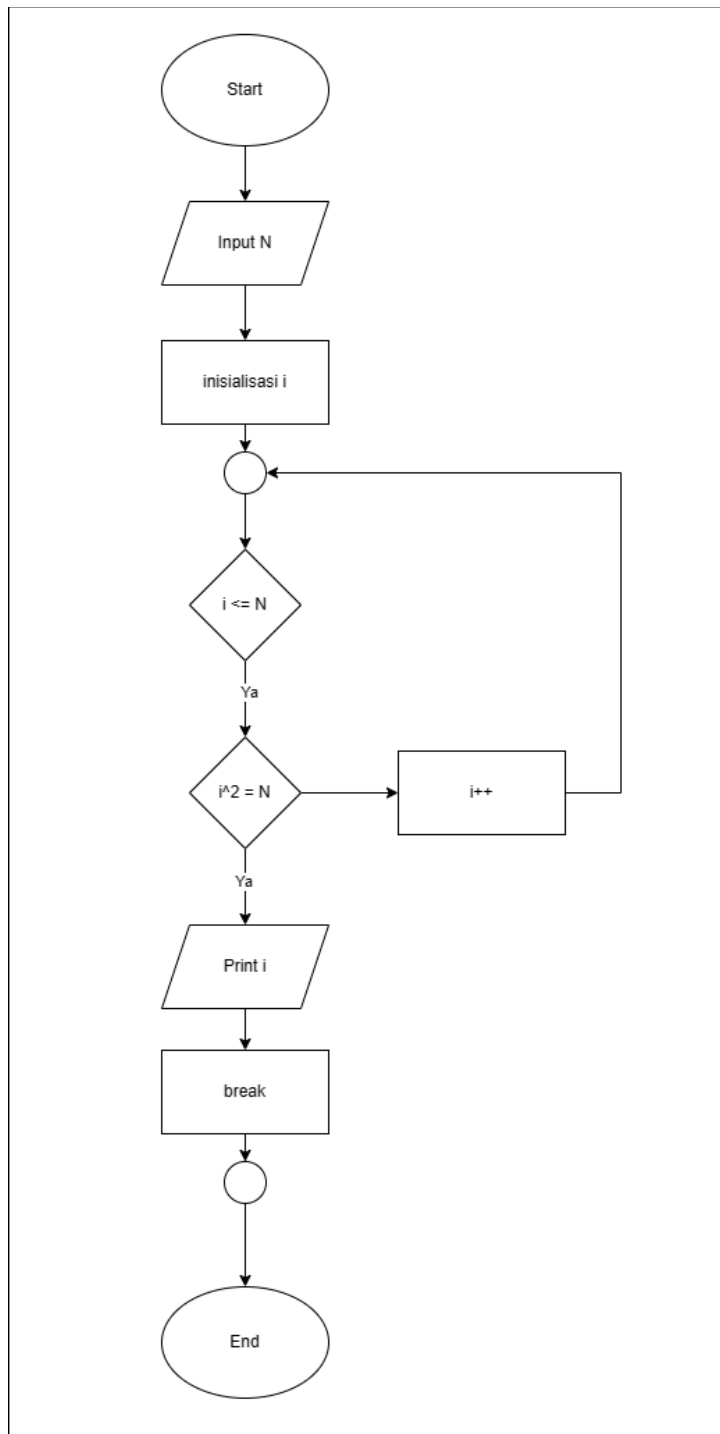 Start
Input N
inisialisasi i
i <= N
Ya
i^2 = N
i++
Ya
Print i
break
End